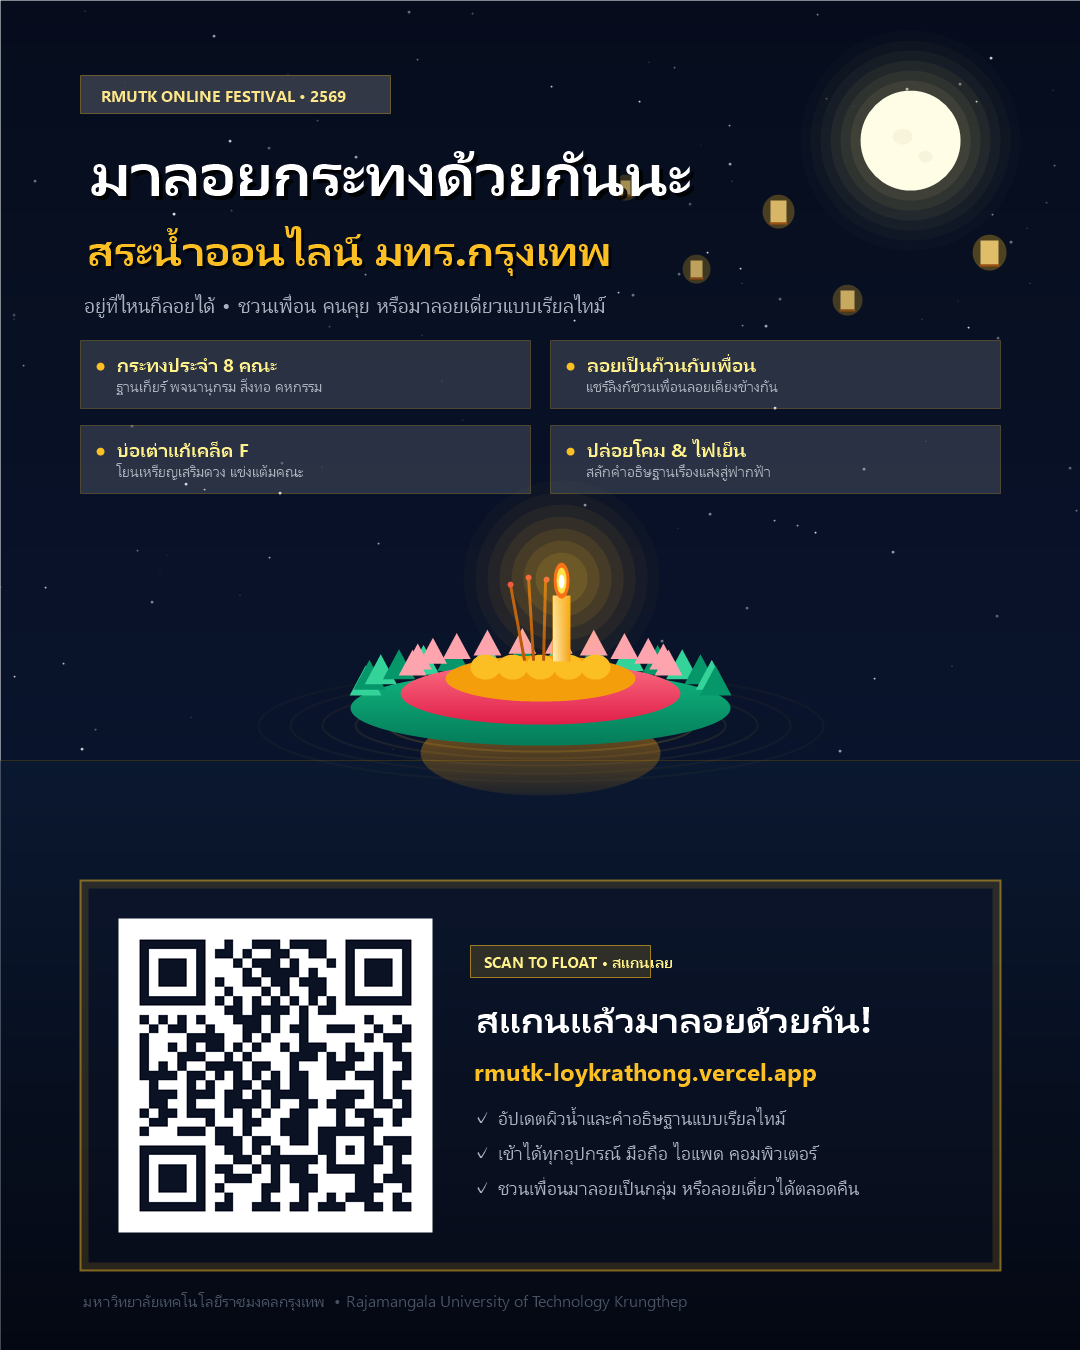 RMUTK ONLINE FESTIVAL • 2569
มาลอยกระทงด้วยกันนะ
สระน้ำออนไลน์ มทร.กรุงเทพ
อยู่ที่ไหนก็ลอยได้ • ชวนเพื่อน คนคุย หรือมาลอยเดี่ยวแบบเรียลไทม์
กระทงประจำ 8 คณะ
ฐานเกียร์ พจนานุกรม สิ่งทอ คหกรรม
ลอยเป็นก๊วนกับเพื่อน
แชร์ลิงก์ชวนเพื่อนลอยเคียงข้างกัน
บ่อเต่าแก้เคล็ด F
โยนเหรียญเสริมดวง แข่งแต้มคณะ
ปล่อยโคม & ไฟเย็น
สลักคำอธิษฐานเรืองแสงสู่ฟากฟ้า
SCAN TO FLOAT • สแกนเลย
สแกนแล้วมาลอยด้วยกัน!
rmutk-loykrathong.vercel.app
✓ อัปเดตผิวน้ำและคำอธิษฐานแบบเรียลไทม์
✓ เข้าได้ทุกอุปกรณ์ มือถือ ไอแพด คอมพิวเตอร์
✓ ชวนเพื่อนมาลอยเป็นกลุ่ม หรือลอยเดี่ยวได้ตลอดคืน
มหาวิทยาลัยเทคโนโลยีราชมงคลกรุงเทพ • Rajamangala University of Technology Krungthep